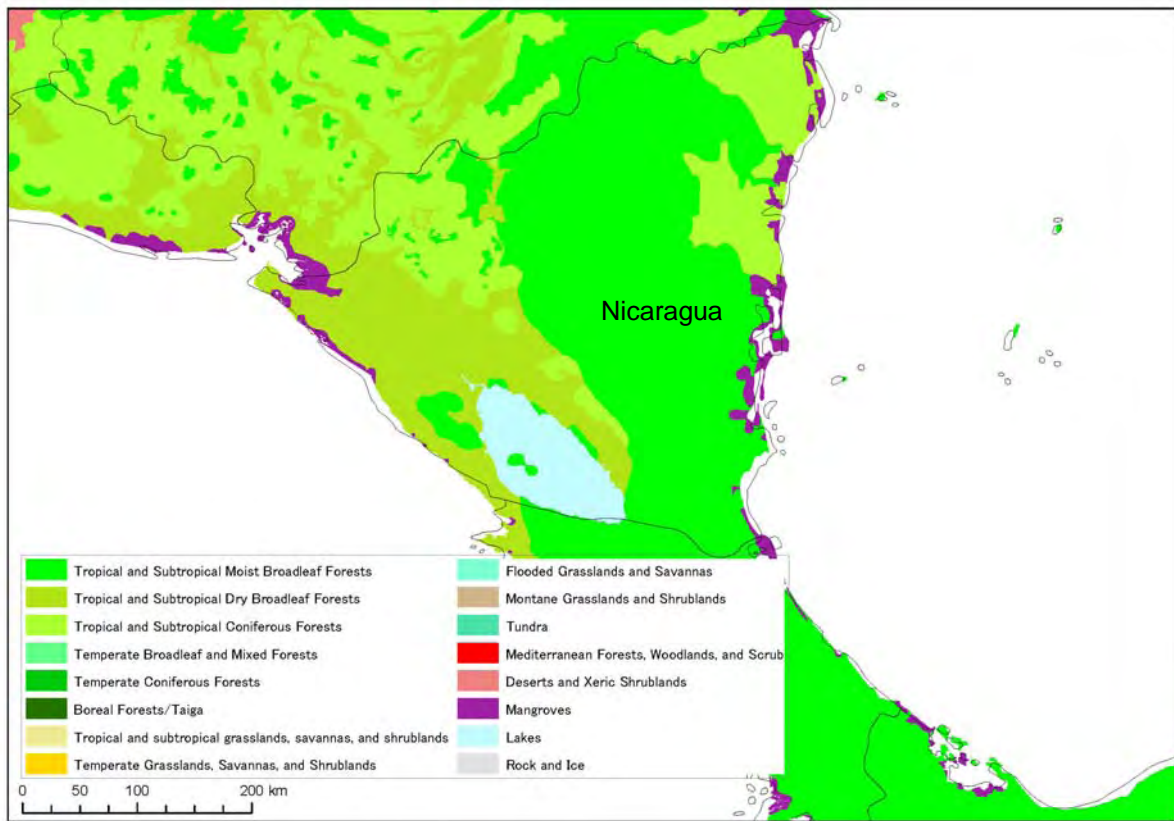 Nicaragua
Tropical and Subtropical Moist Broadleaf Forests
Tropical and Subtropical Dry Broadleaf Forests
Tropical and Subtropical Coniferous Forests
Temperate Broadleaf and Mixed Forests
Temperate Coniferous Forests
Boreal Forests/Taiga
Tropical and subtropical grasslands, savannas, and shrublands
Temperate Grasslands, Savannas, and Shrublands
Flooded Grasslands and Savannas
Montane Grasslands and Shrublands
Tundra
Mediterranean Forests, Woodlands, and Scrub
Deserts and Xeric Shrublands
Mangroves
Lakes
Rock and Ice
0 50 100 200 km